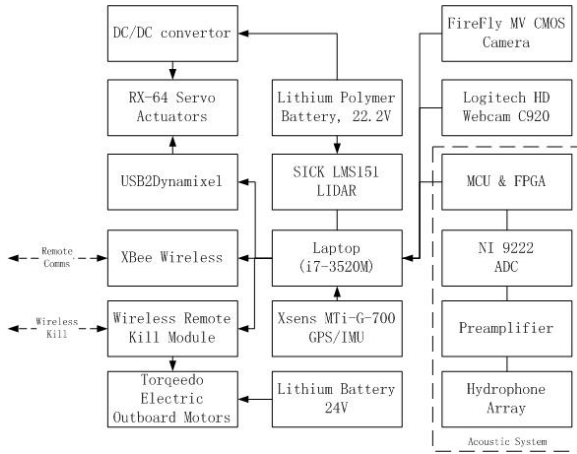 DC/DC convertor
FireFly MV CMOS
Camera
RX-64 Servo
Actuators
Lithium Polymer
Battery, 22.2V
Logitech HD
Webcam C920
USB2Dynamixel
SICK LMS151
LIDAR
MCU & FPGA
Remote
Comms
XBee Wireless
Laptop
(i7-3520M)
NI 9222
ADC
Wireless
Kill
Wireless Remote
Kill Module
Xsens MTi-G-700
GPS/IMU
Preamplifier
Torqeedo
Electric
Outboard Motors
Lithium Battery
24V
Hydrophone
Array
Acoustic System